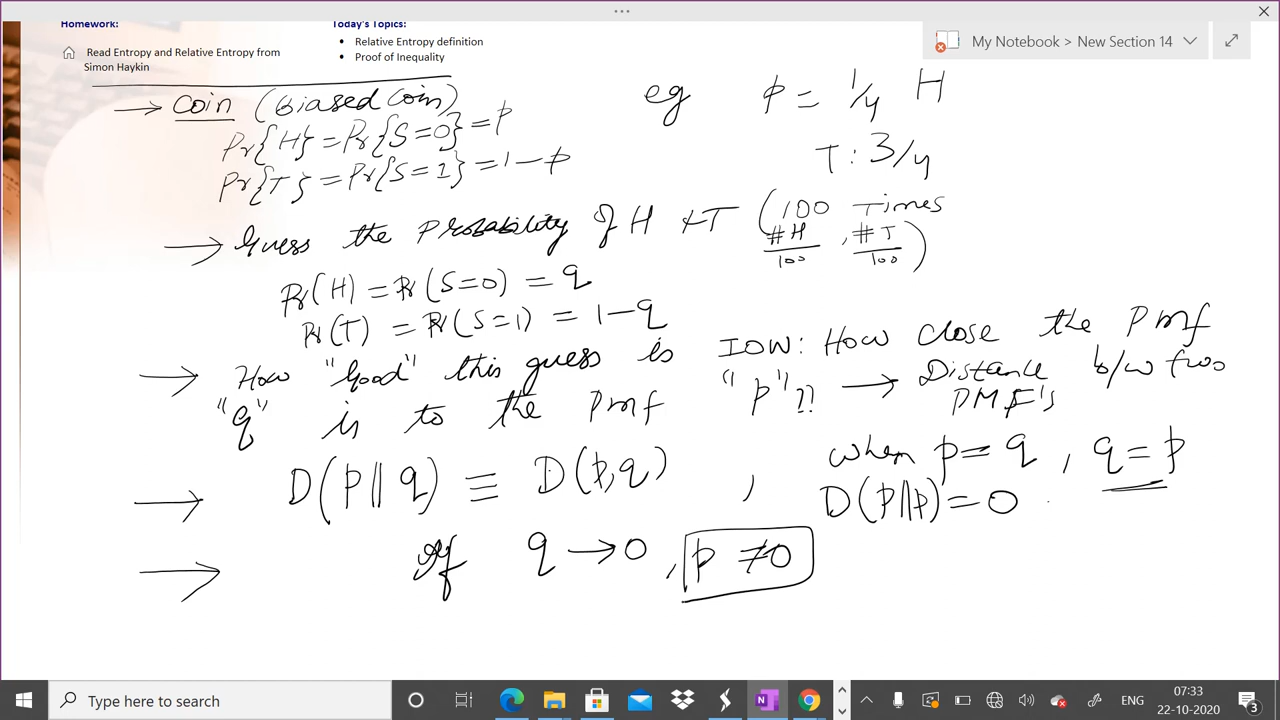 Homework:
Today's Topics:
Read Entropy and Relative Entropy from
Simon Haykin
• Relative Entropy definition
• Proof of Inequality
My Notebook > New Section 14
→ Coin (Biased Coin)
Pr{H} = Pr{S=0} = p
Pr{T} = Pr{S=1} = 1-p
eg p = 1/4 H
T : 3/4
→ Guess the Probability of H & T (100 Times
#H/100 , #T/100)
Pr(H) = Pr(S=0) = q
Pr(T) = Pr(S=1) = 1-q
→ How "Good" this guess is IOW: How close the Pmf
"q" is to the Pmf "p"?? → Distance b/w two
PMF's
→ D(p||q) ≡ D(p,q) , when p=q , q=p
D(p||p)=0
→ If q→0 , p≠0
Type here to search
ENG
07:33
22-10-2020
3